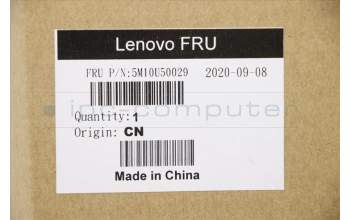 Lenovo FRU
FRU P/N:5M10U50029 2020-09-08
Quantity:1
Origin: CN
Made in China